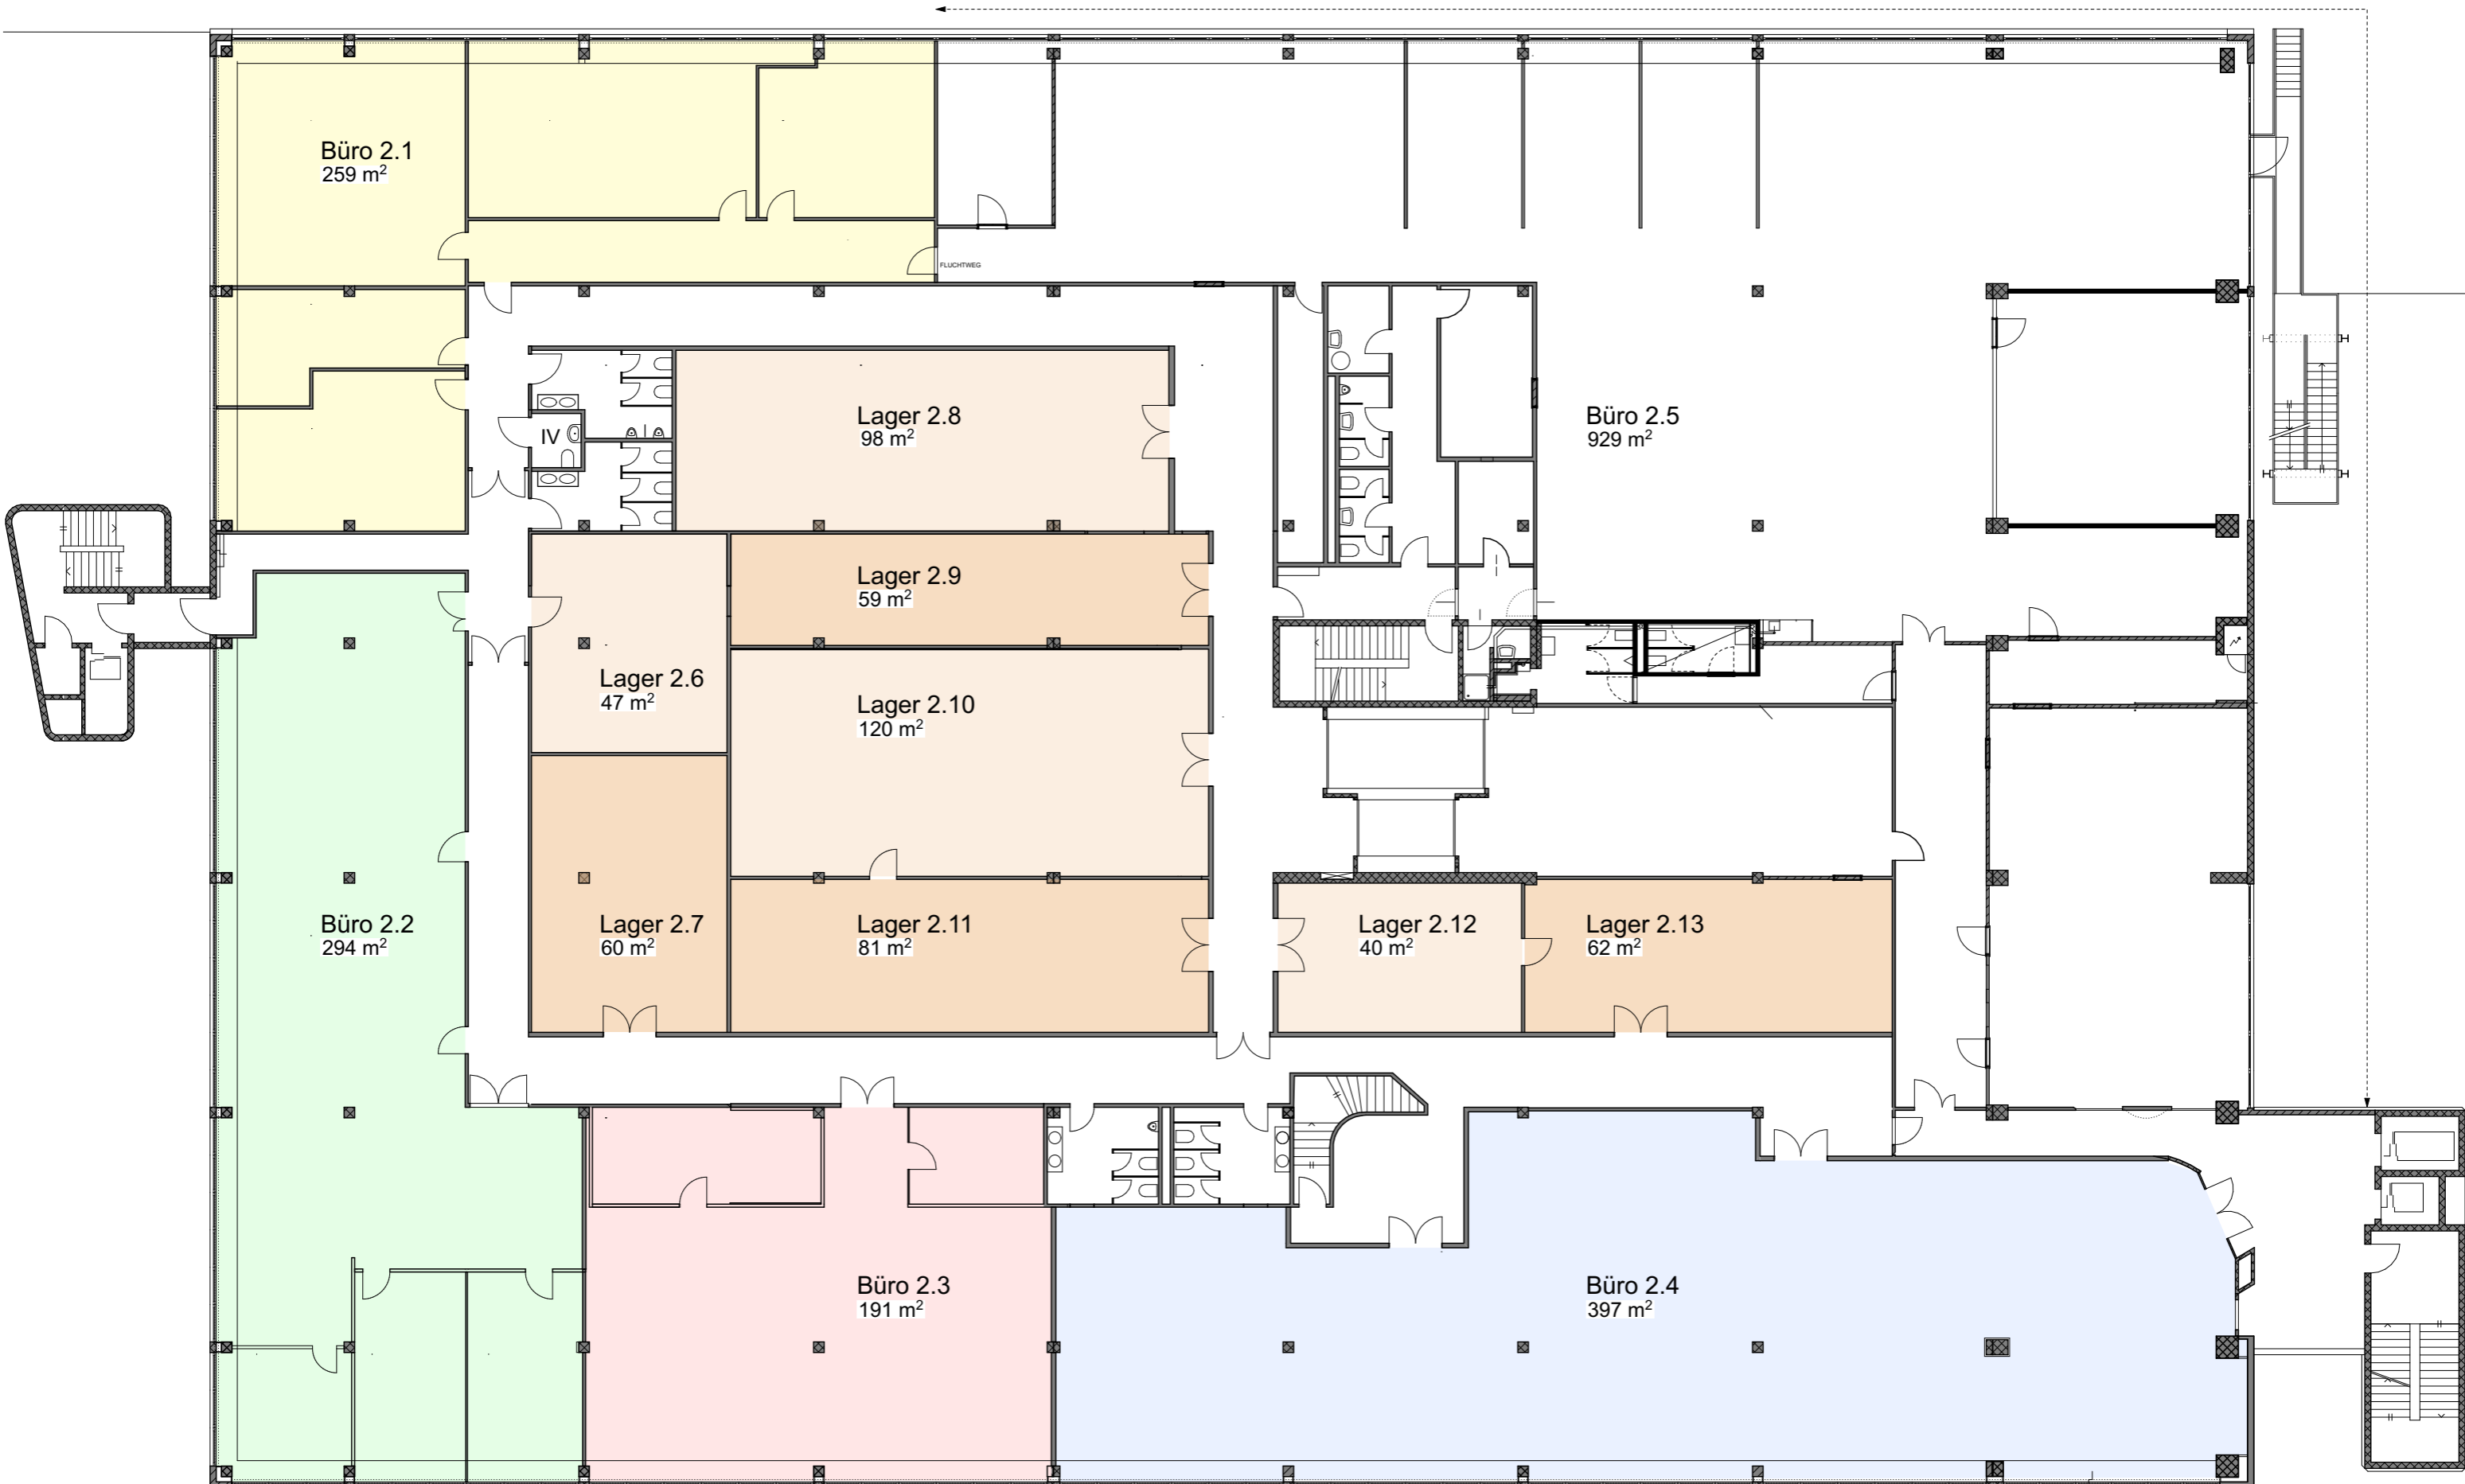 Büro 2.1
259 m²
FLUCHTWEG
Lager 2.8
98 m²
Büro 2.5
929 m²
IV
Lager 2.9
59 m²
Lager 2.6
47 m²
Lager 2.10
120 m²
Büro 2.2
294 m²
Lager 2.7
60 m²
Lager 2.11
81 m²
Lager 2.12
40 m²
Lager 2.13
62 m²
Büro 2.3
191 m²
Büro 2.4
397 m²